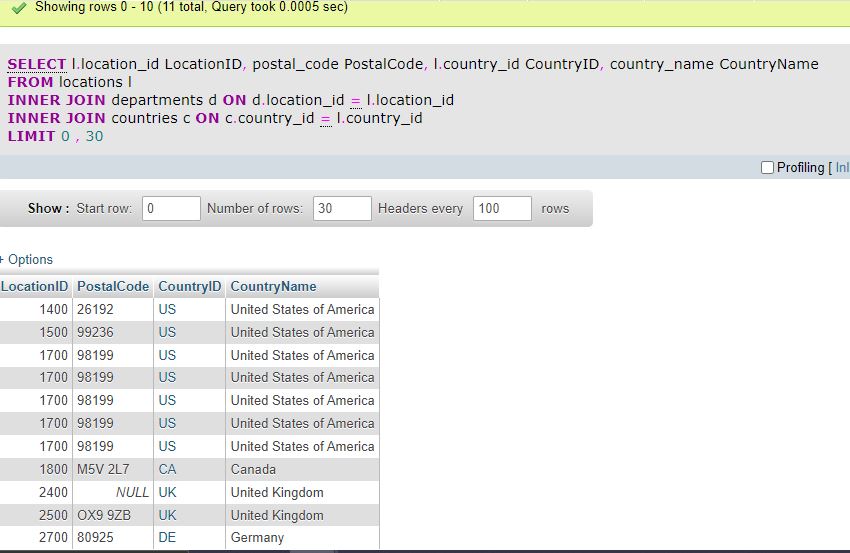 Showing rows 0 - 10 (11 total, Query took 0.0005 sec)
SELECT l.location_id LocationID, postal_code PostalCode, l.country_id CountryID, country_name CountryName
FROM locations l
INNER JOIN departments d ON d.location_id = l.location_id
INNER JOIN countries c ON c.country_id = l.country_id
LIMIT 0 , 30
Profiling [ Inl
Show : Start row: 0 Number of rows: 30 Headers every 100 rows
+ Options
LocationID PostalCode CountryID CountryName
1400 26192 US United States of America
1500 99236 US United States of America
1700 98199 US United States of America
1700 98199 US United States of America
1700 98199 US United States of America
1700 98199 US United States of America
1700 98199 US United States of America
1800 M5V 2L7 CA Canada
2400 NULL UK United Kingdom
2500 OX9 9ZB UK United Kingdom
2700 80925 DE Germany